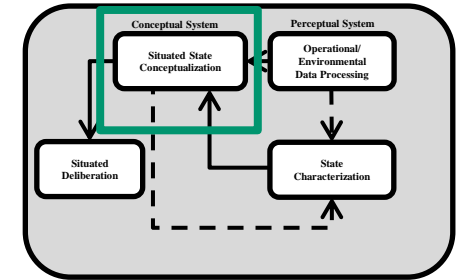 Conceptual System
Perceptual System
Situated State
Conceptualization
Operational/
Environmental
Data Processing
Situated
Deliberation
State
Characterization